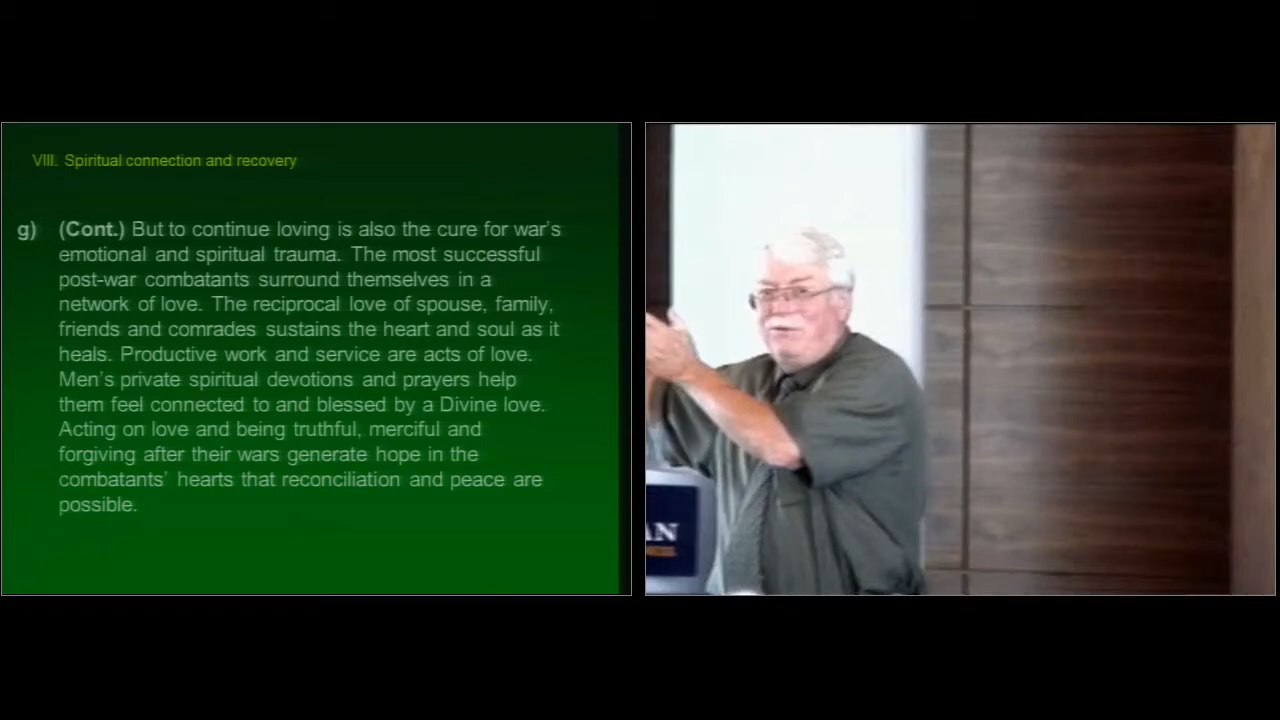 VIII. Spiritual connection and recovery
g) (Cont.) But to continue loving is also the cure for war's
emotional and spiritual trauma. The most successful
post-war combatants surround themselves in a
network of love. The reciprocal love of spouse, family,
friends and comrades sustains the heart and soul as it
heals. Productive work and service are acts of love.
Men's private spiritual devotions and prayers help
them feel connected to and blessed by a Divine love.
Acting on love and being truthful, merciful and
forgiving after their wars generate hope in the
combatants' hearts that reconciliation and peace are
possible.
AN